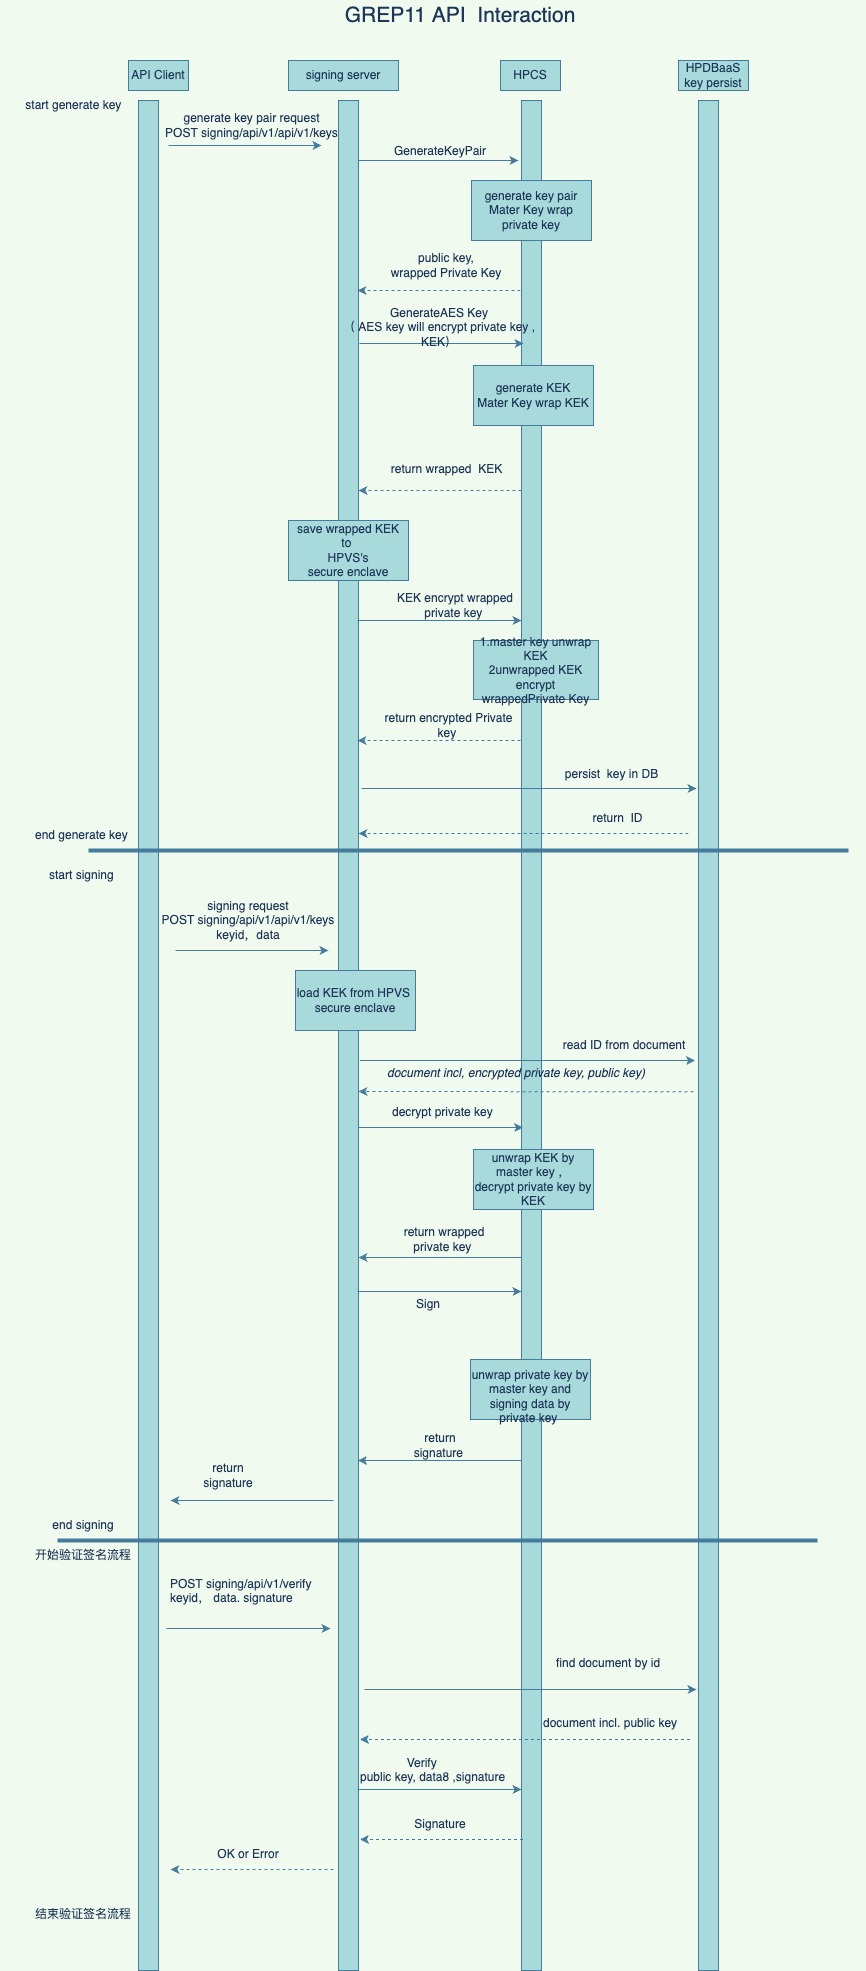 GREP11 API  Interaction
API Client
signing server
HPCS
HPDBaaS
key persist
start generate key
generate key pair request
POST signing/api/v1/api/v1/keys
GenerateKeyPair
generate key pair
Mater Key wrap
private key
public key,
wrapped Private Key
GenerateAES Key
( AES key will encrypt private key ,
KEK)
generate KEK
Mater Key wrap KEK
return wrapped  KEK
save wrapped KEK
to
HPVS's
secure enclave
KEK encrypt wrapped
private key
1.master key unwrap
KEK
2unwrapped KEK
encrypt
wrappedPrivate Key
return encrypted Private
key
persist  key in DB
return  ID
end generate key
start signing
signing request
POST signing/api/v1/api/v1/keys
keyid,  data
load KEK from HPVS
secure enclave
read ID from document
document incl, encrypted private key, public key)
decrypt private key
unwrap KEK by
master key ,
decrypt private key by
KEK
return wrapped
private key
Sign
unwrap private key by
master key and
signing data by
private key
return
signature
return
signature
end signing
开始验证签名流程
POST signing/api/v1/verify
keyid,   data. signature
find document by id
document incl. public key
Verify
public key, data8 ,signature
Signature
OK or Error
结束验证签名流程